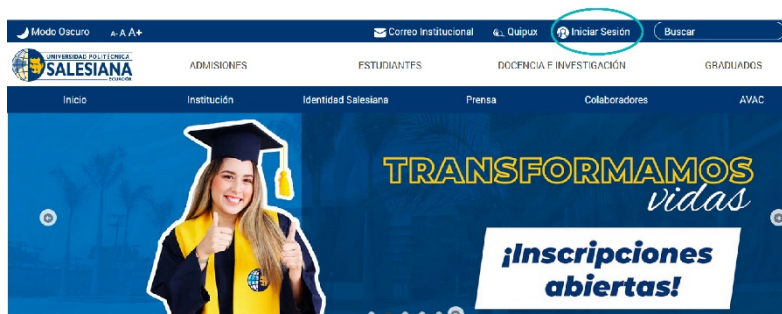 Modo Oscuro A- A A+ Correo Institucional Quipux Iniciar Sesión Buscar
UNIVERSIDAD POLITÉCNICA
SALESIANA
ECUADOR
ADMISIONES ESTUDIANTES DOCENCIA E INVESTIGACIÓN GRADUADOS
Inicio Institución Identidad Salesiana Prensa Colaboradores AVAC
TRANSFORMAMOS
vidas
¡Inscripciones
abiertas!